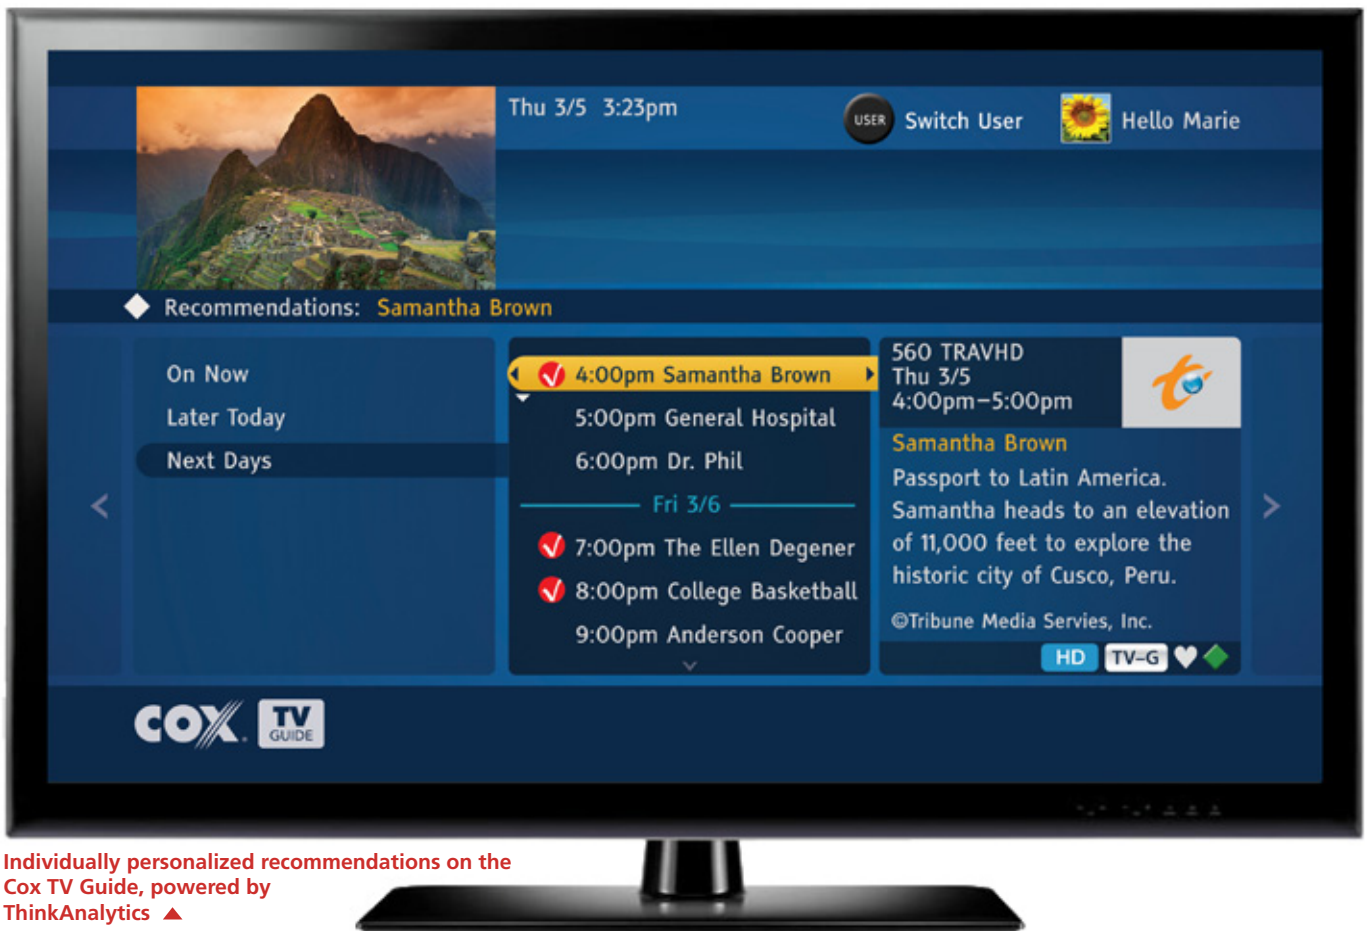 Thu 3/5 3:23pm
USER Switch User
Hello Marie
Recommendations: Samantha Brown
On Now
Later Today
Next Days
4:00pm Samantha Brown
5:00pm General Hospital
6:00pm Dr. Phil
Fri 3/6
7:00pm The Ellen Degener
8:00pm College Basketball
9:00pm Anderson Cooper
560 TRAVHD
Thu 3/5
4:00pm–5:00pm
Samantha Brown
Passport to Latin America.
Samantha heads to an elevation
of 11,000 feet to explore the
historic city of Cusco, Peru.
©Tribune Media Servies, Inc.
HD TV–G
COX TV
GUIDE
Individually personalized recommendations on the
Cox TV Guide, powered by
ThinkAnalytics